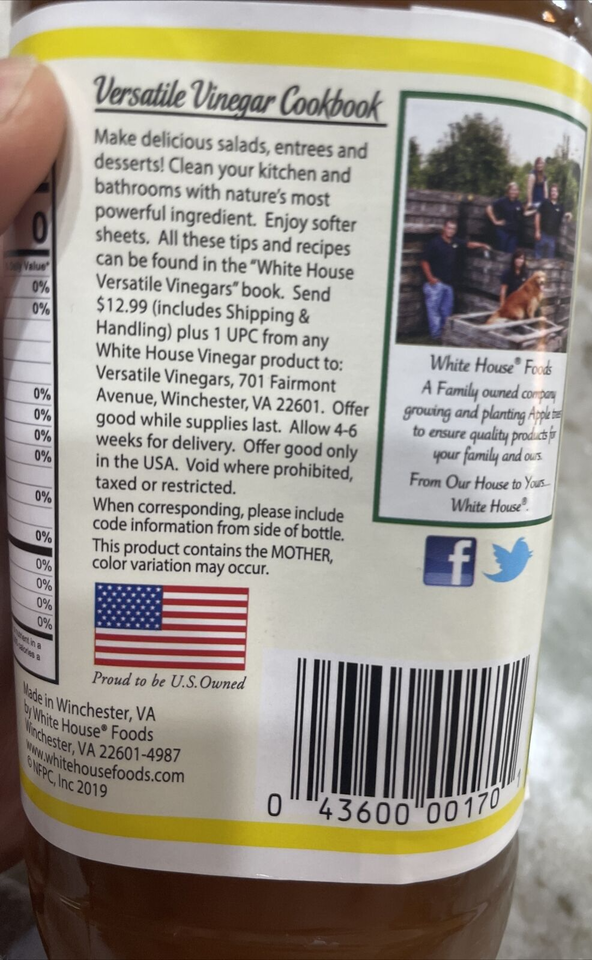 Versatile Vinegar Cookbook
Make delicious salads, entrees and
desserts! Clean your kitchen and
bathrooms with nature's most
powerful ingredient. Enjoy softer
sheets. All these tips and recipes
can be found in the "White House
Versatile Vinegars" book. Send
$12.99 (includes Shipping &
Handling) plus 1 UPC from any
White House Vinegar product to:
Versatile Vinegars, 701 Fairmont
Avenue, Winchester, VA 22601. Offer
good while supplies last. Allow 4-6
weeks for delivery. Offer good only
in the USA. Void where prohibited,
taxed or restricted.
When corresponding, please include
code information from side of bottle.
This product contains the MOTHER,
color variation may occur.
Proud to be U.S. Owned
Made in Winchester, VA
by White House® Foods
Winchester, VA 22601-4987
www.whitehousefoods.com
© NFPC, Inc 2019
White House® Foods
A Family owned company
growing and planting Apple trees
to ensure quality products for
your family and ours.
From Our House to Yours...
White House®.
f
0 43600 00170 1
0
Value*
0%
0%
0%
0%
0%
0%
0%
0%
0%
0%
0%
0%